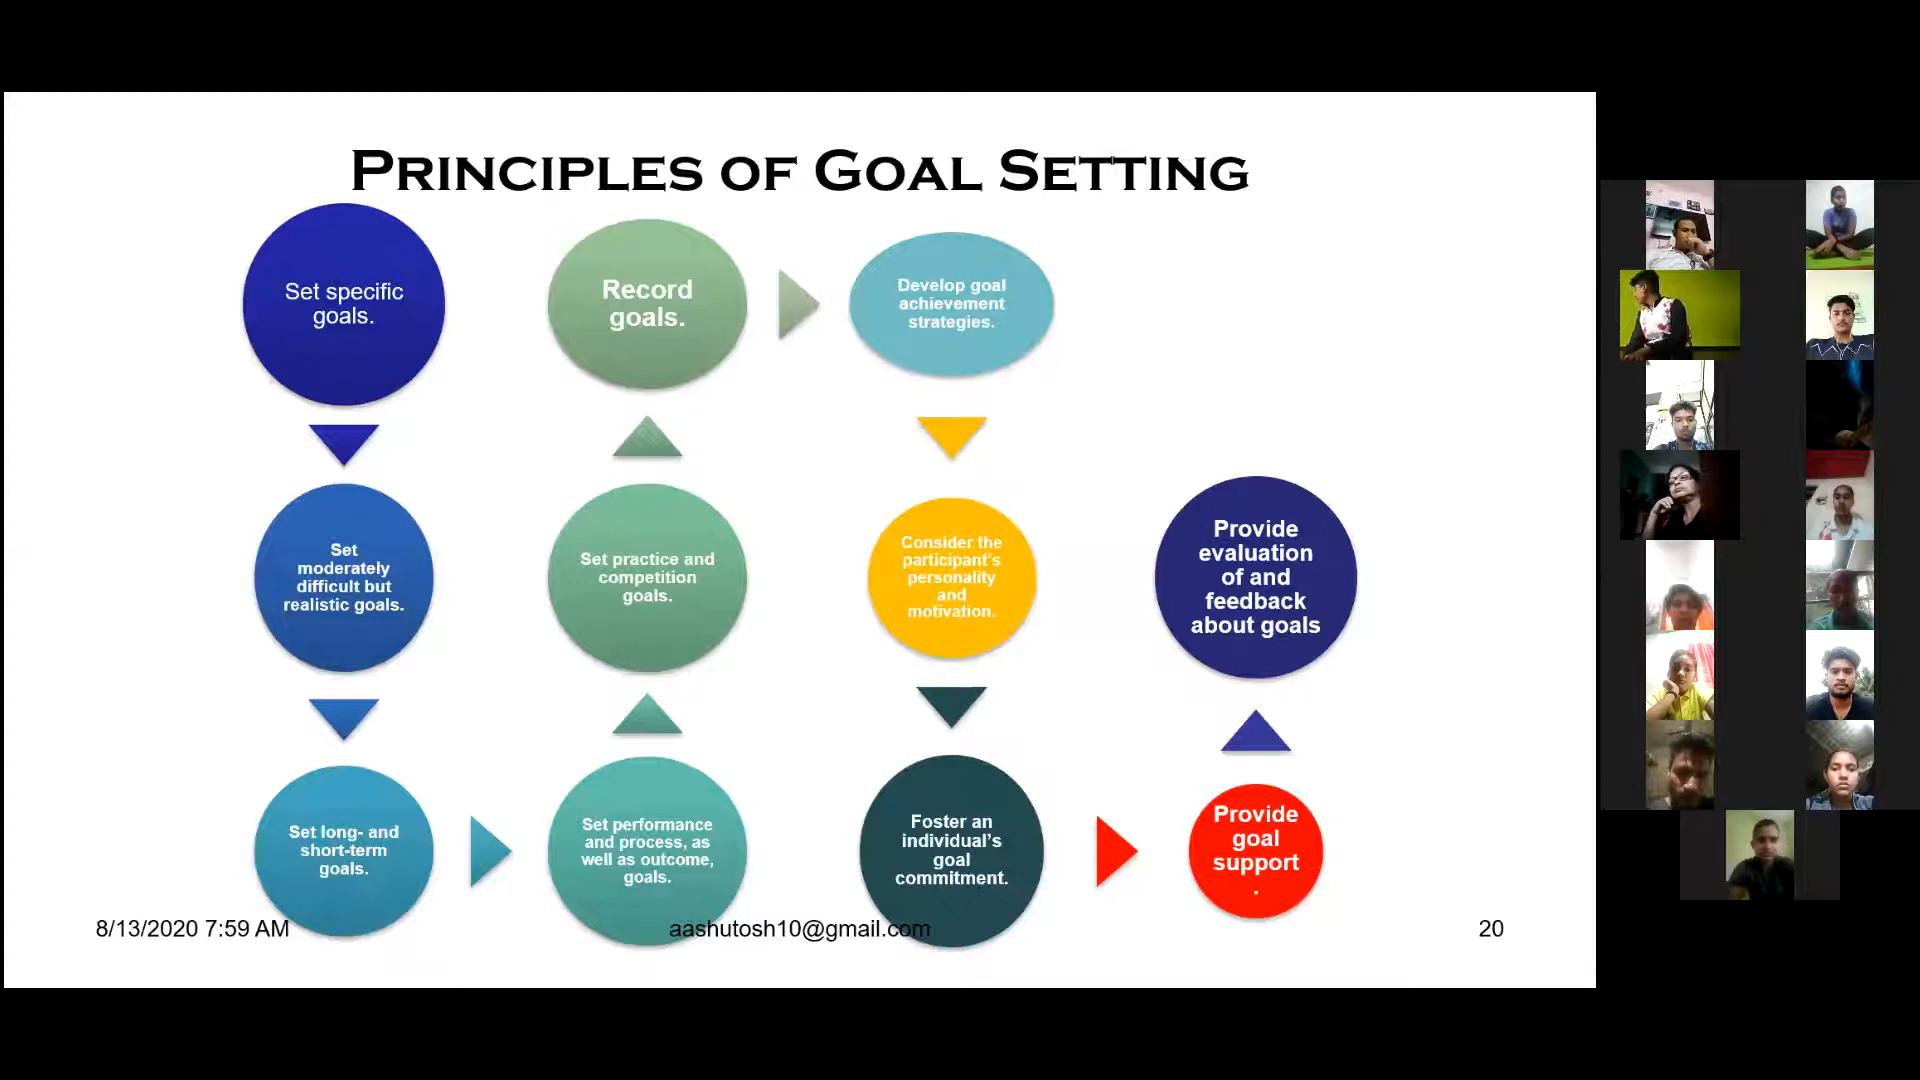 PRINCIPLES OF GOAL SETTING
Set specific
goals.
Set
moderately
difficult but
realistic goals.
Set long- and
short-term
goals.
Set performance
and process, as
well as outcome,
goals.
Set practice and
competition
goals.
Record
goals.
Develop goal
achievement
strategies.
Consider the
participant's
personality
and
motivation.
Foster an
individual's
goal
commitment.
Provide
goal
support
.
Provide
evaluation
of and
feedback
about goals
8/13/2020 7:59 AM
aashutosh10@gmail.com
20